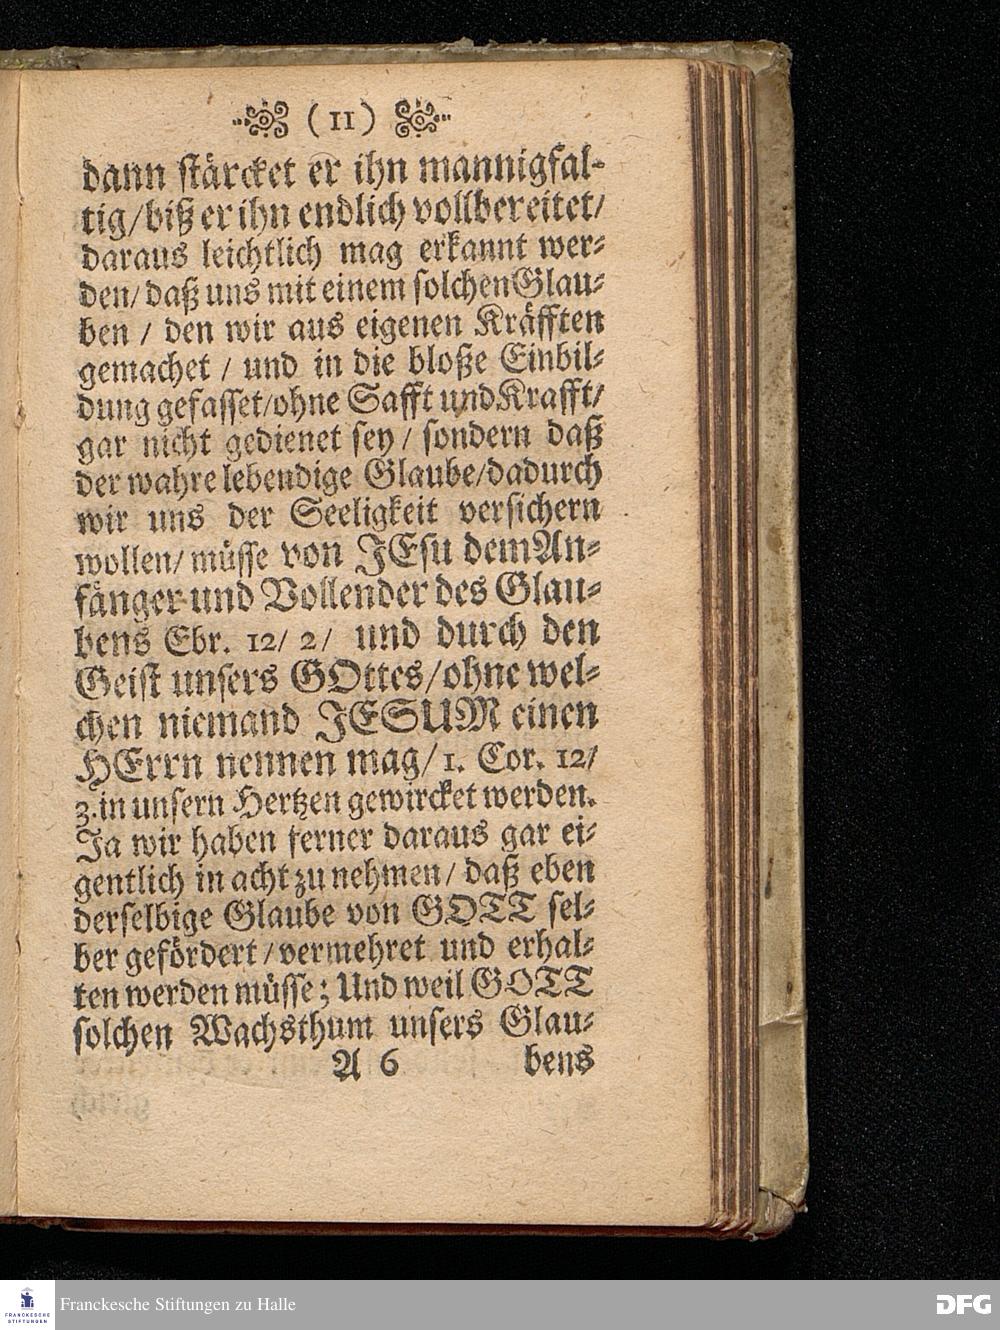 (11)
dann stärcket er ihn mannigfal-
tig/biß er ihn endlich vollbereitet/
daraus leichtlich mag erkannt wer-
den/ daß uns mit einem solchen Glau-
ben / den wir aus eigenen Kräfften
gemachet / und in die bloße Einbil-
dung gefasset/ohne Safft und Krafft/
gar nicht gedienet sey / sondern daß
der wahre lebendige Glaube/dadurch
wir uns der Seeligkeit versichern
wollen/ müsse von JEsu dem An-
fänger und Vollender des Glau-
bens Ebr. 12/ 2/ und durch den
Geist unsers GOttes/ohne wel-
chen niemand JESUM einen
HErrn nennen mag/ 1. Cor. 12/
3. in unsern Hertzen gewircket werden.
Ja wir haben ferner daraus gar ei-
gentlich in acht zu nehmen/ daß eben
derselbige Glaube von GOTT sel-
ber gefördert / vermehret und erhal-
ten werden müsse; Und weil GOTT
solchen Wachsthum unsers Glau-
A 6 bens
FRANCKESCHE
STIFTUNGEN
Franckesche Stiftungen zu Halle
DFG